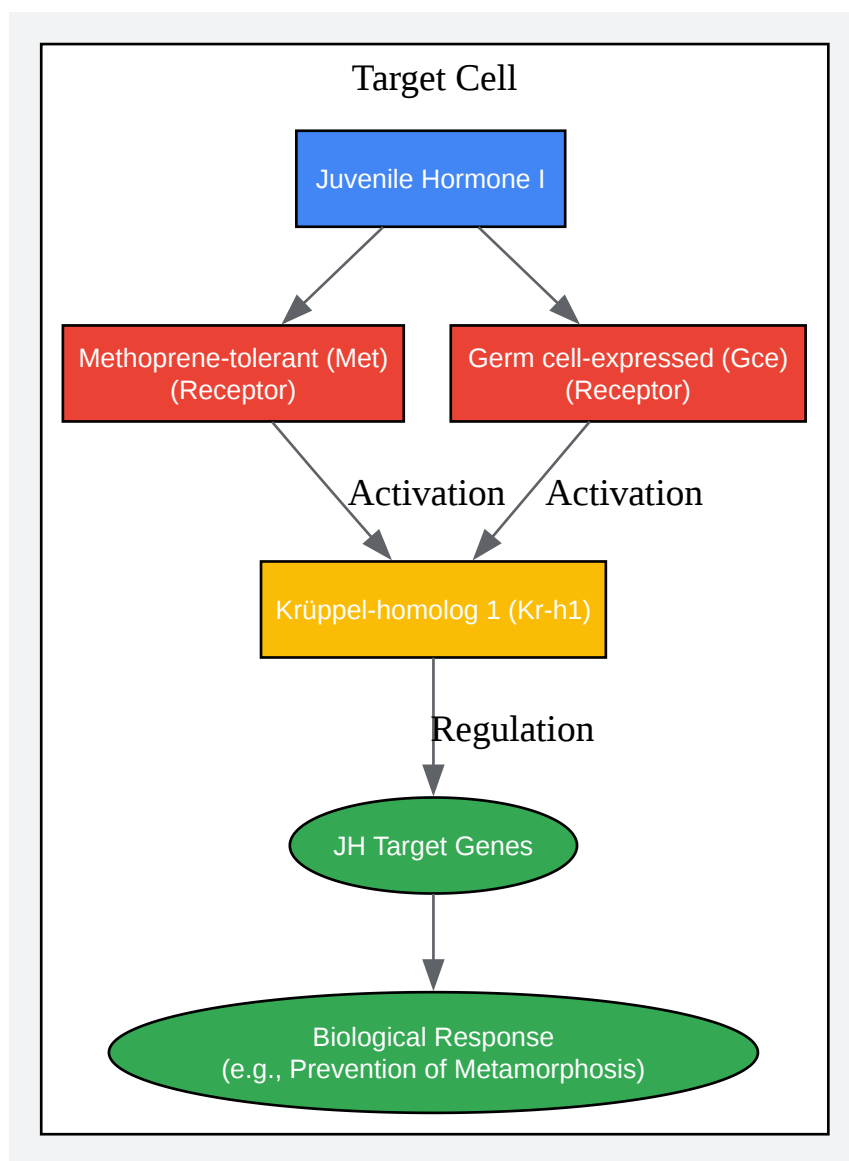 Target Cell
Juvenile Hormone I
Methoprene-tolerant (Met)
(Receptor)
Germ cell-expressed (Gce)
(Receptor)
Activation
Activation
Krüppel-homolog 1 (Kr-h1)
Regulation
JH Target Genes
Biological Response
(e.g., Prevention of Metamorphosis)